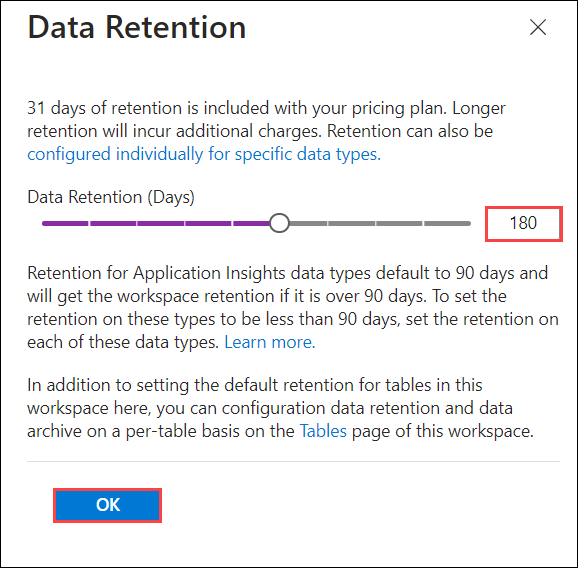 Data Retention
31 days of retention is included with your pricing plan. Longer
retention will incur additional charges. Retention can also be
configured individually for specific data types.
Data Retention (Days)
180
Retention for Application Insights data types default to 90 days and
will get the workspace retention if it is over 90 days. To set the
retention on these types to be less than 90 days, set the retention on
each of these data types. Learn more.
In addition to setting the default retention for tables in this
workspace here, you can configuration data retention and data
archive on a per-table basis on the Tables page of this workspace.
OK